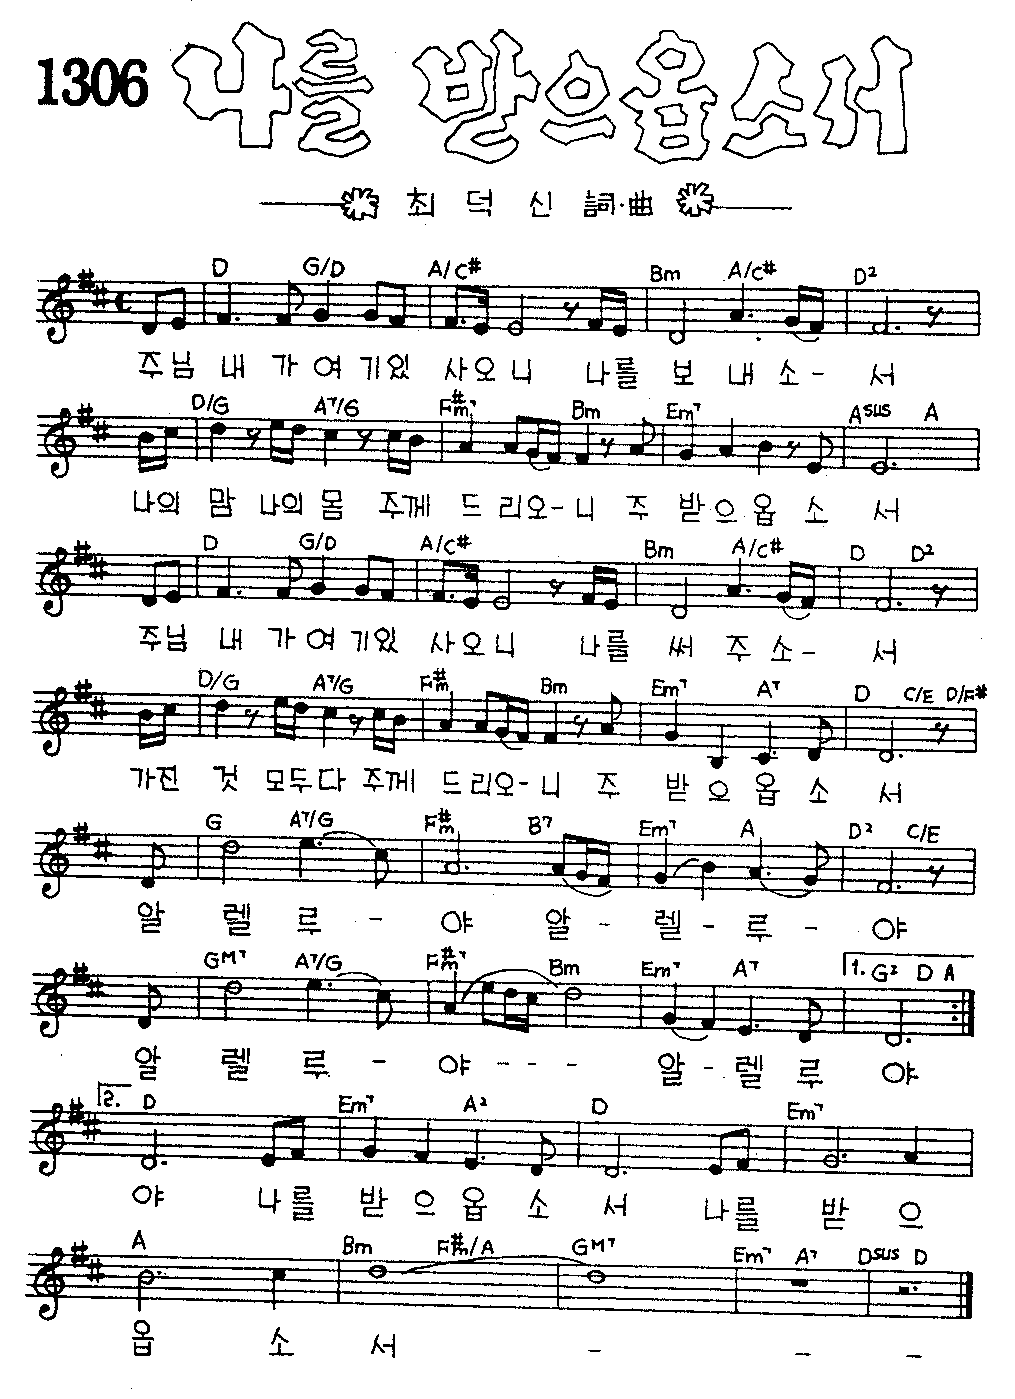 1306 나를 받으옵소서
최덕신 詞·曲
D G/D A/C# Bm A/C# D2
주님 내 가 여 기있 사오니 나를 보 내 소- 서
D/G A7/G F#m7 Bm Em7 Asus A
나의 맘 나의 몸 주께 드 리오-니 주 받 으 옵 소 서
D G/D A/C# Bm A/C# D D2
주님 내 가 여 기있 사오니 나를 써 주 소- 서
D/G A7/G F#m Bm Em7 A7 D C/E D/F#
가진 것 모두다 주께 드리오-니 주 받 으 옵 소 서
G A7/G F#m B7 Em7 A D2 C/E
알 렐 루 - 야 알 - 렐 - 루 - 야
GM7 A7/G F#m7 Bm Em7 A7 1. G2 D A
알 렐 루 - 야 - - - 알 - 렐 루 야
2. D Em7 A2 D Em7
야 나를 받 으 옵 소 서 나를 받 으
A Bm F#m/A GM7 Em7 A7 Dsus D
옵 소 서 - - -